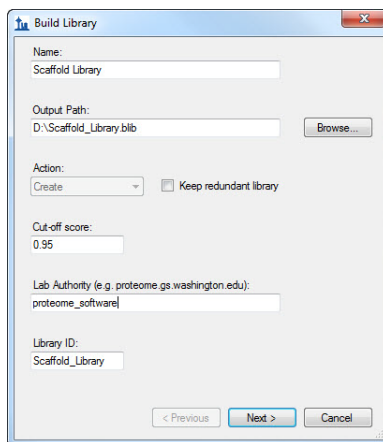 Build Library
Name:
Scaffold Library
Output Path:
D:\Scaffold_Library.blib
Browse...
Action:
Create
Keep redundant library
Cut-off score:
0.95
Lab Authority (e.g. proteome.gs.washington.edu):
proteome_software
Library ID:
Scaffold_Library
< Previous
Next >
Cancel